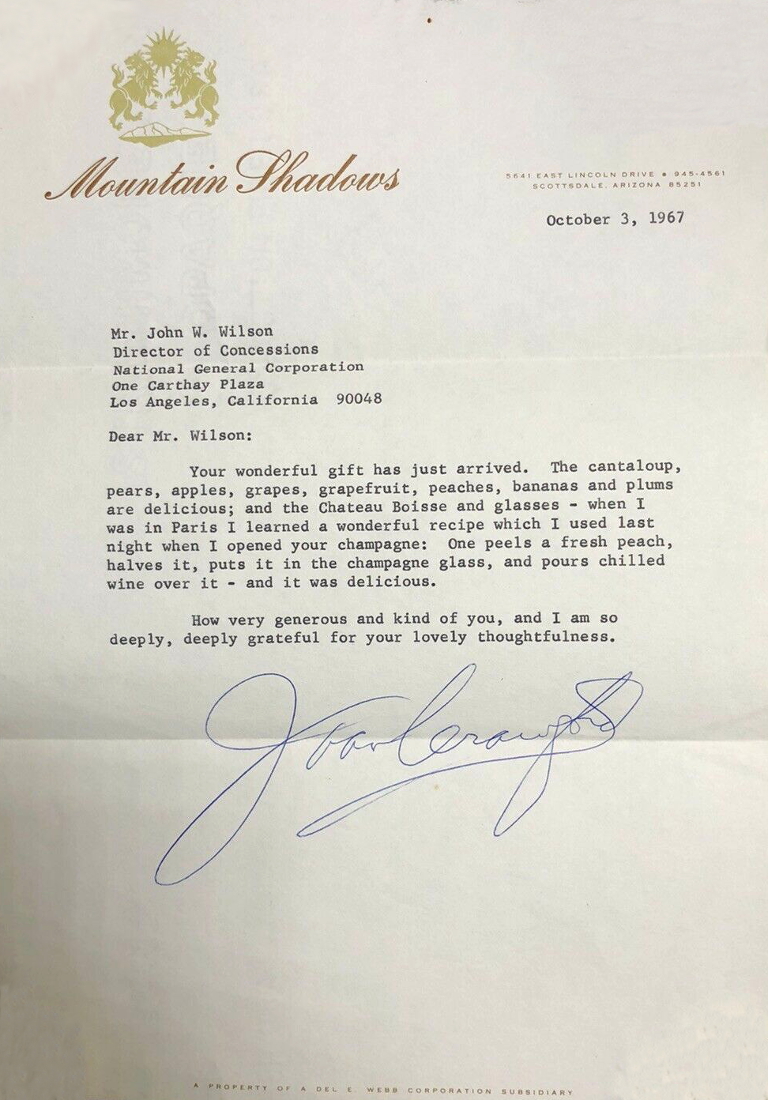 Mountain Shadows
5641 EAST LINCOLN DRIVE • 945-4561
SCOTTSDALE, ARIZONA 85251
October 3, 1967
Mr. John W. Wilson
Director of Concessions
National General Corporation
One Carthay Plaza
Los Angeles, California 90048
Dear Mr. Wilson:
Your wonderful gift has just arrived. The cantaloup,
pears, apples, grapes, grapefruit, peaches, bananas and plums
are delicious; and the Chateau Boisse and glasses - when I
was in Paris I learned a wonderful recipe which I used last
night when I opened your champagne: One peels a fresh peach,
halves it, puts it in the champagne glass, and pours chilled
wine over it - and it was delicious.
How very generous and kind of you, and I am so
deeply, deeply grateful for your lovely thoughtfulness.
Joan Crawford
A PROPERTY OF A DEL E. WEBB CORPORATION SUBSIDIARY